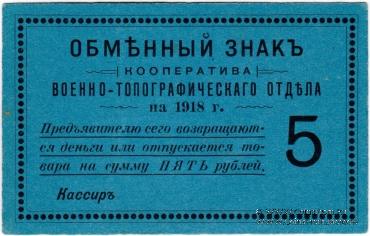 ОБМѢННЫЙ ЗНАКЪ
КООПЕРАТИВА
ВОЕННО-ТОПОГРАФИЧЕСКАГО ОТДѢЛА
на 1918 г.
Предъявителю сего возвращают-
ся деньги или отпускается то-
вара на сумму ПЯТЬ рублей.
5
Кассиръ